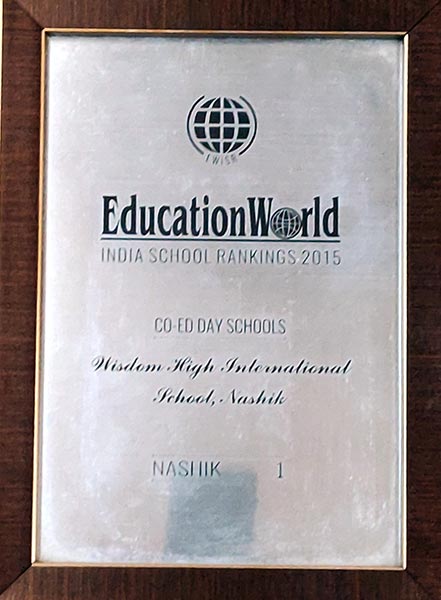 EWISR
EducationWorld
INDIA SCHOOL RANKINGS 2015
CO-ED DAY SCHOOLS
Wisdom High International
School, Nashik
NASHIK 1